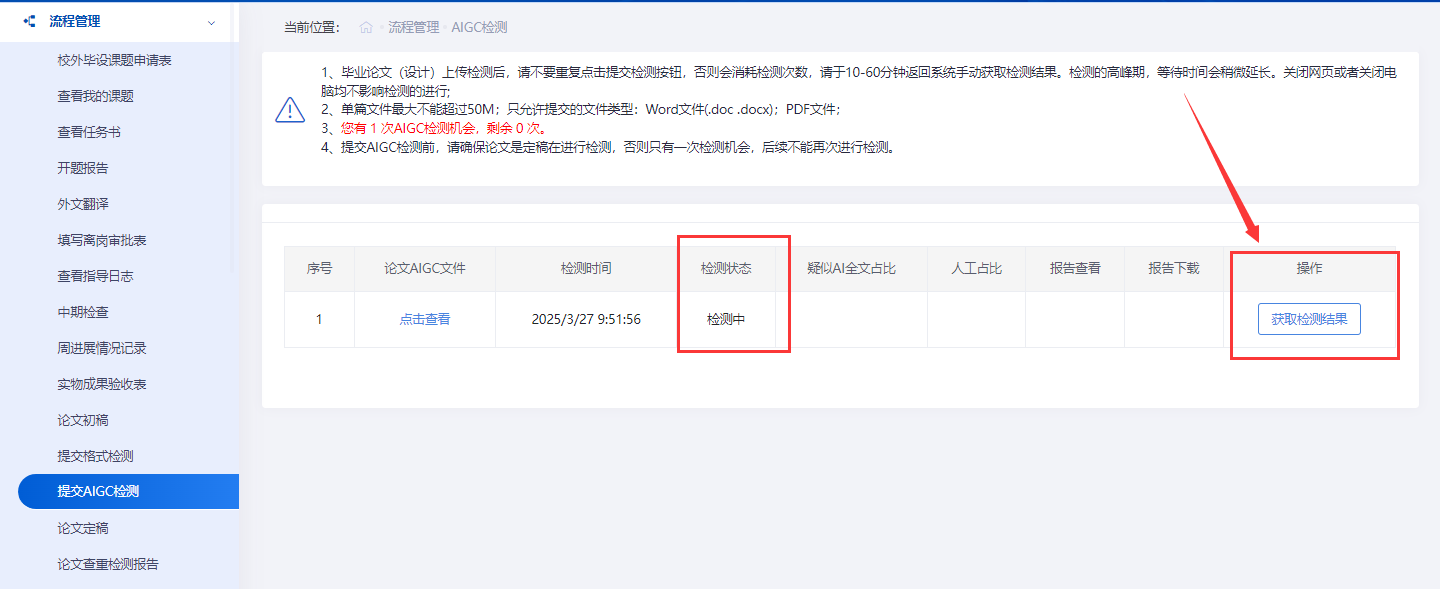 流程管理
校外毕设课题申请表
查看我的课题
查看任务书
开题报告
外文翻译
填写离岗审批表
查看指导日志
中期检查
周进展情况记录
实物成果验收表
论文初稿
提交格式检测
提交AIGC检测
论文定稿
论文查重检测报告
当前位置： 流程管理 AIGC检测
1、毕业论文（设计）上传检测后，请不要重复点击提交检测按钮，否则会消耗检测次数，请于10-60分钟返回系统手动获取检测结果。检测的高峰期，等待时间会稍微延长。关闭网页或者关闭电
脑均不影响检测的进行;
2、单篇文件最大不能超过50M；只允许提交的文件类型：Word文件(.doc .docx)；PDF文件；
3、您有 1 次AIGC检测机会，剩余 0 次。
4、提交AIGC检测前，请确保论文是定稿在进行检测，否则只有一次检测机会，后续不能再次进行检测。
序号 论文AIGC文件 检测时间 检测状态 疑似AI全文占比 人工占比 报告查看 报告下载 操作
1 点击查看 2025/3/27 9:51:56 检测中 获取检测结果